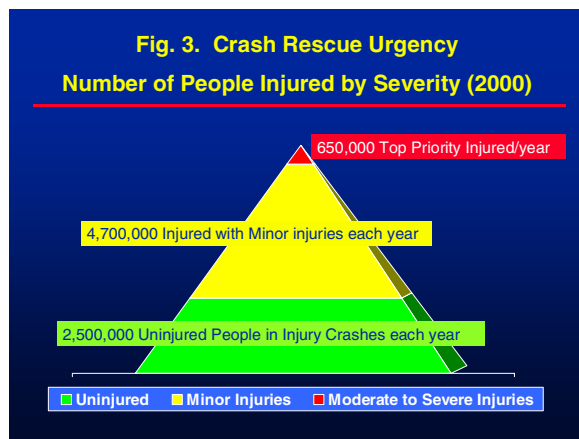 Fig. 3. Crash Rescue Urgency
Number of People Injured by Severity (2000)
650,000 Top Priority Injured/year
4,700,000 Injured with Minor injuries each year
2,500,000 Uninjured People in Injury Crashes each year
Uninjured Minor Injuries Moderate to Severe Injuries